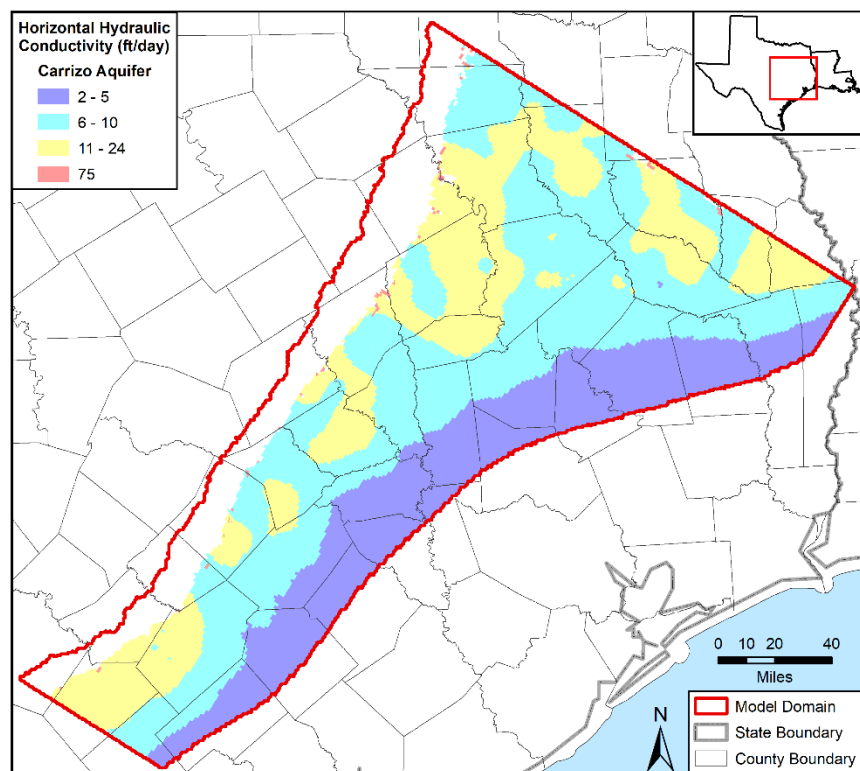 Horizontal Hydraulic
Conductivity (ft/day)
Carrizo Aquifer
2 - 5
6 - 10
11 - 24
75
0 10 20 40
Miles
N
Model Domain
State Boundary
County Boundary